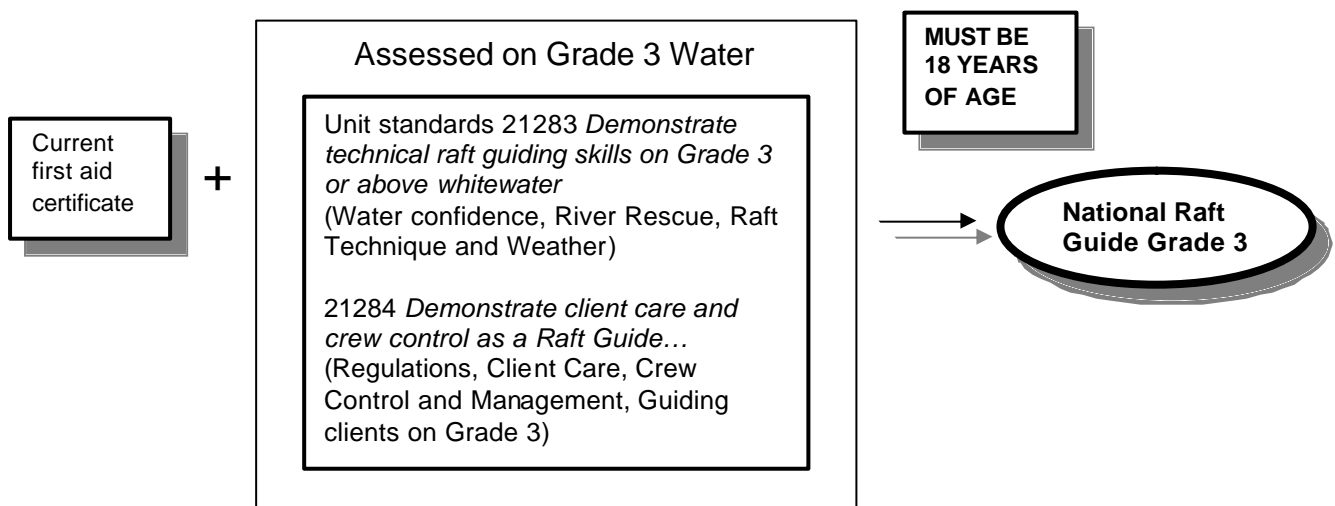 Current
first aid
certificate
+
Assessed on Grade 3 Water
Unit standards 21283 Demonstrate
technical raft guiding skills on Grade 3
or above whitewater
(Water confidence, River Rescue, Raft
Technique and Weather)
21284 Demonstrate client care and
crew control as a Raft Guide…
(Regulations, Client Care, Crew
Control and Management, Guiding
clients on Grade 3)
MUST BE
18 YEARS
OF AGE
National Raft
Guide Grade 3